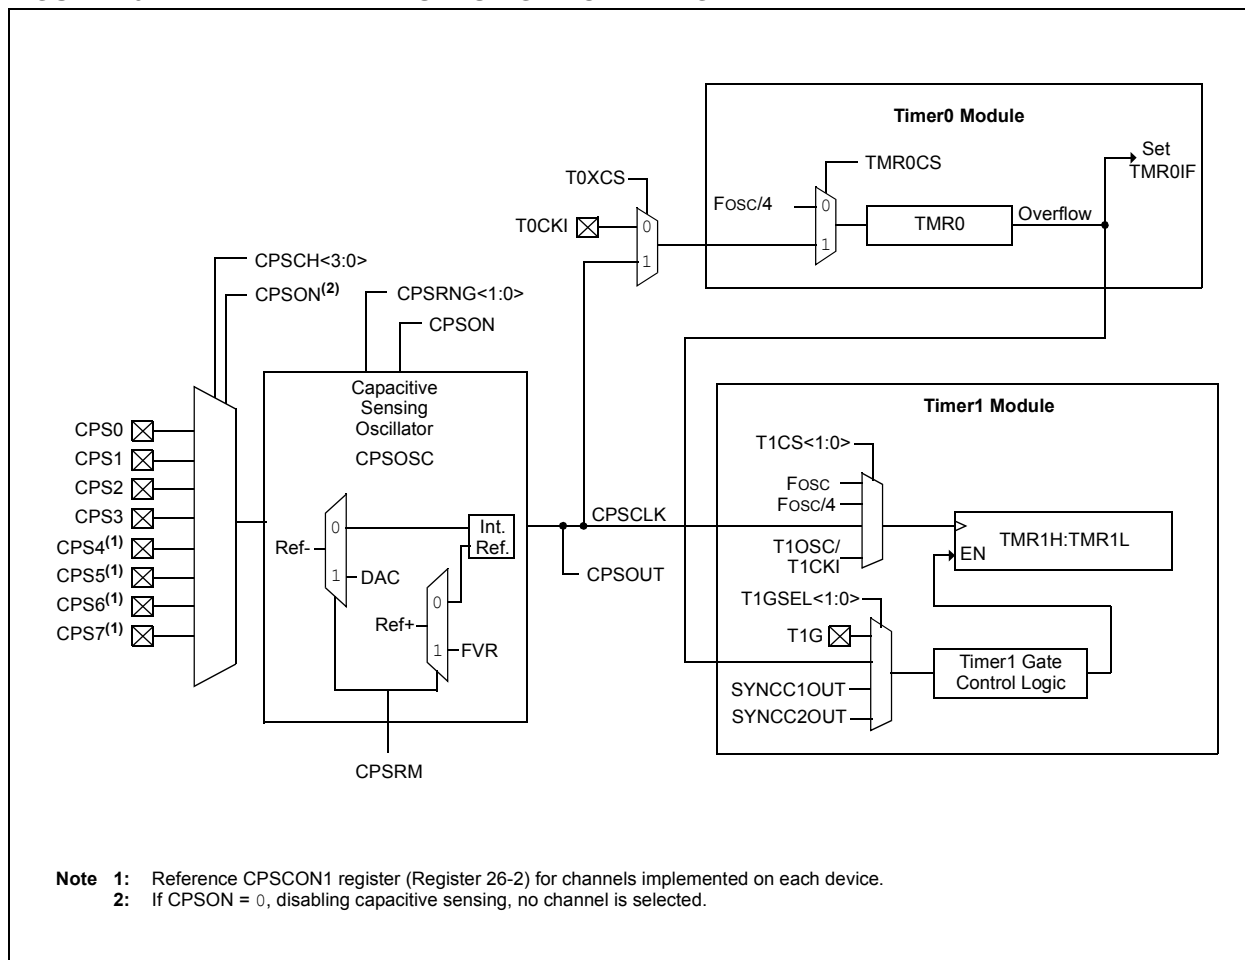 Timer0 Module
Set
TMR0IF
TMR0CS
T0XCS
FOSC/4
0
1
TMR0
Overflow
T0CKI
0
1
CPSCH<3:0>
CPSON(2)
CPSRNG<1:0>
CPSON
Capacitive
Sensing
Oscillator
CPSOSC
Timer1 Module
T1CS<1:0>
FOSC
FOSC/4
T1OSC/
T1CKI
EN
TMR1H:TMR1L
CPS0
CPS1
CPS2
CPS3
CPS4(1)
CPS5(1)
CPS6(1)
CPS7(1)
0
Ref-
1
DAC
Int.
Ref.
0
Ref+
1
FVR
CPSCLK
CPSOUT
T1GSEL<1:0>
T1G
SYNCC1OUT
SYNCC2OUT
Timer1 Gate
Control Logic
CPSRM
Note 1: Reference CPSCON1 register (Register 26-2) for channels implemented on each device.
2: If CPSON = 0, disabling capacitive sensing, no channel is selected.